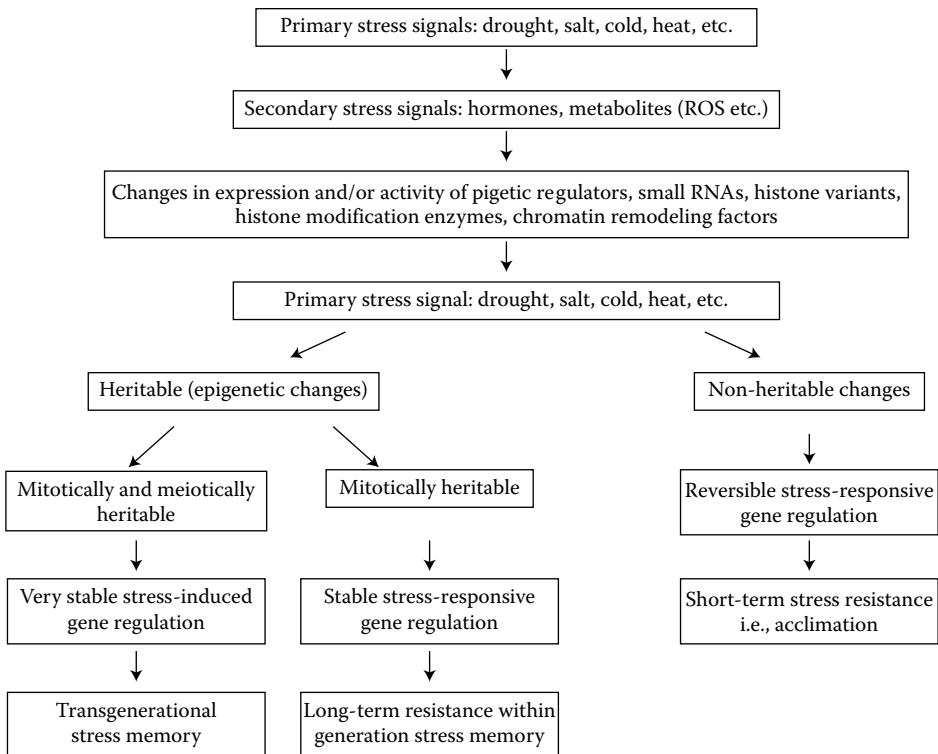 Primary stress signals: drought, salt, cold, heat, etc.
Secondary stress signals: hormones, metabolites (ROS etc.)
Changes in expression and/or activity of pigetic regulators, small RNAs, histone variants,
histone modification enzymes, chromatin remodeling factors
Primary stress signal: drought, salt, cold, heat, etc.
Heritable (epigenetic changes)
Non-heritable changes
Mitotically and meiotically
heritable
Mitotically heritable
Reversible stress-responsive
gene regulation
Very stable stress-induced
gene regulation
Stable stress-responsive
gene regulation
Short-term stress resistance
i.e., acclimation
Transgenerational
stress memory
Long-term resistance within
generation stress memory